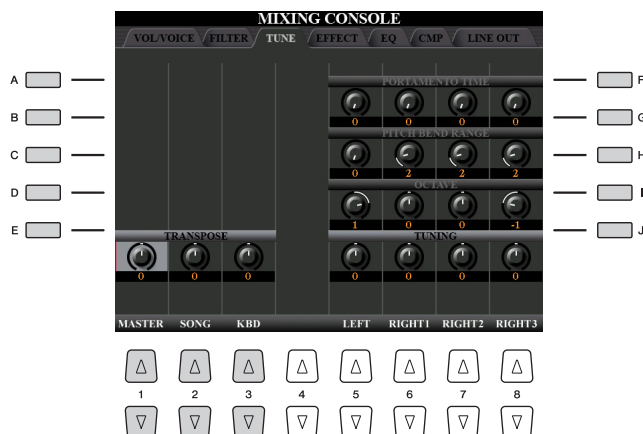 MIXING CONSOLE
VOL/VOICE FILTER TUNE EFFECT EQ CMP LINE OUT
A F
PORTAMENTO TIME
B G
0 0 0 0
PITCH BEND RANGE
C H
0 2 2 2
OCTAVE
D I
1 0 0 -1
E J
TRANSPOSE TUNING
0 0 0 0 0 0 0
MASTER SONG KBD LEFT RIGHT1 RIGHT2 RIGHT3
1 2 3 4 5 6 7 8